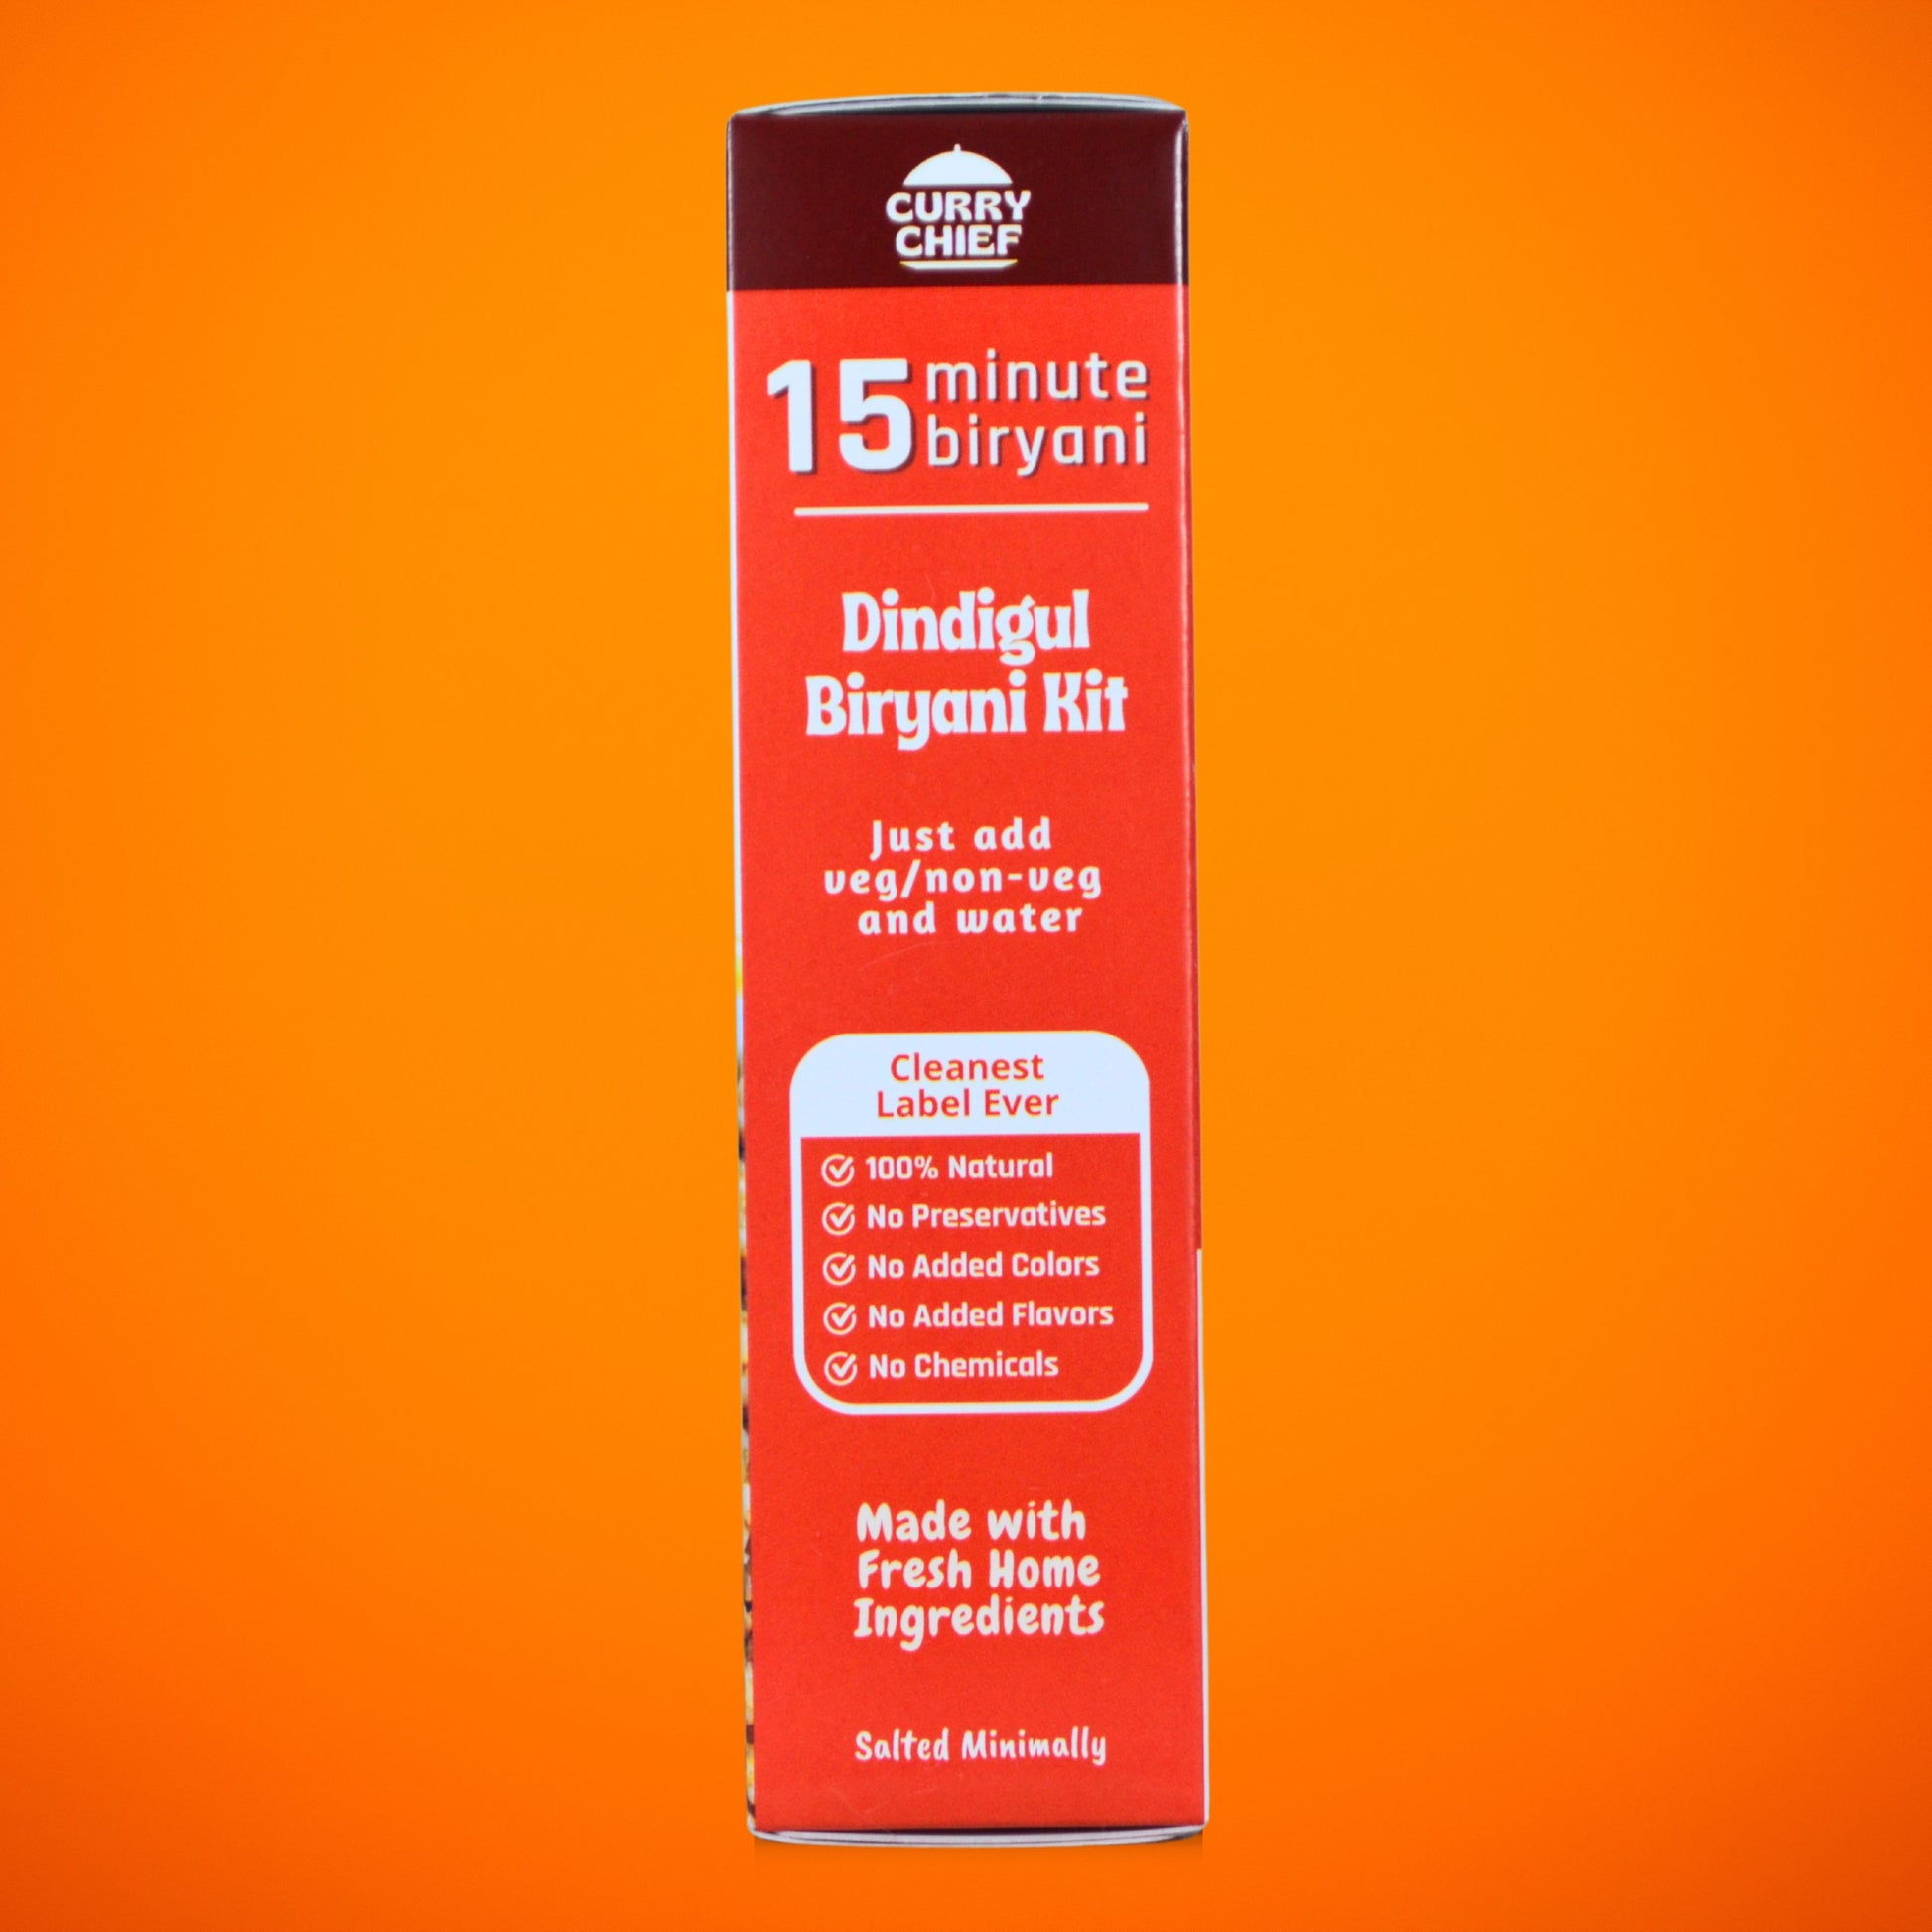 CURRY
CHIEF
15 minute
biryani
Dindigul
Biryani Kit
Just add
veg/non-veg
and water
Cleanest
Label Ever
100% Natural
No Preservatives
No Added Colors
No Added Flavors
No Chemicals
Made with
Fresh Home
Ingredients
Salted Minimally